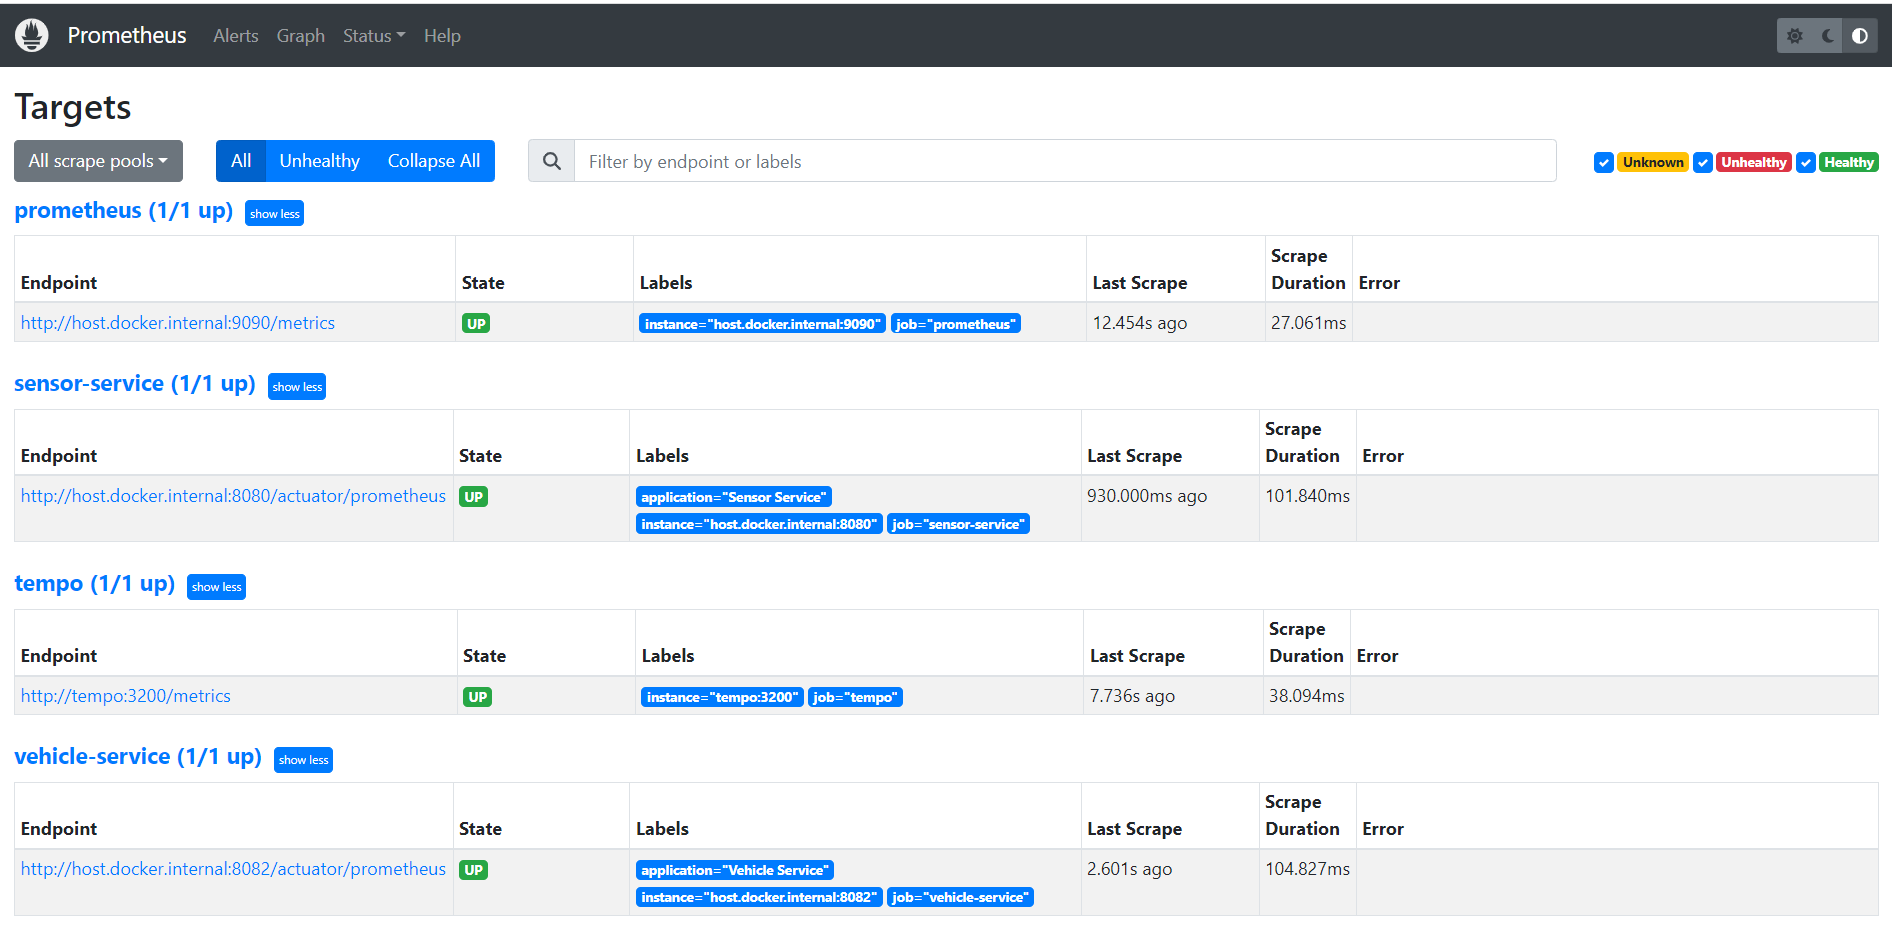 Prometheus Alerts Graph Status Help
Targets
All scrape pools All Unhealthy Collapse All Filter by endpoint or labels Unknown Unhealthy Healthy
prometheus (1/1 up) show less
Endpoint State Labels Last Scrape Scrape Duration Error
http://host.docker.internal:9090/metrics UP instance="host.docker.internal:9090" job="prometheus" 12.454s ago 27.061ms
sensor-service (1/1 up) show less
Endpoint State Labels Last Scrape Scrape Duration Error
http://host.docker.internal:8080/actuator/prometheus UP application="Sensor Service" 930.000ms ago 101.840ms
instance="host.docker.internal:8080" job="sensor-service"
tempo (1/1 up) show less
Endpoint State Labels Last Scrape Scrape Duration Error
http://tempo:3200/metrics UP instance="tempo:3200" job="tempo" 7.736s ago 38.094ms
vehicle-service (1/1 up) show less
Endpoint State Labels Last Scrape Scrape Duration Error
http://host.docker.internal:8082/actuator/prometheus UP application="Vehicle Service" 2.601s ago 104.827ms
instance="host.docker.internal:8082" job="vehicle-service"